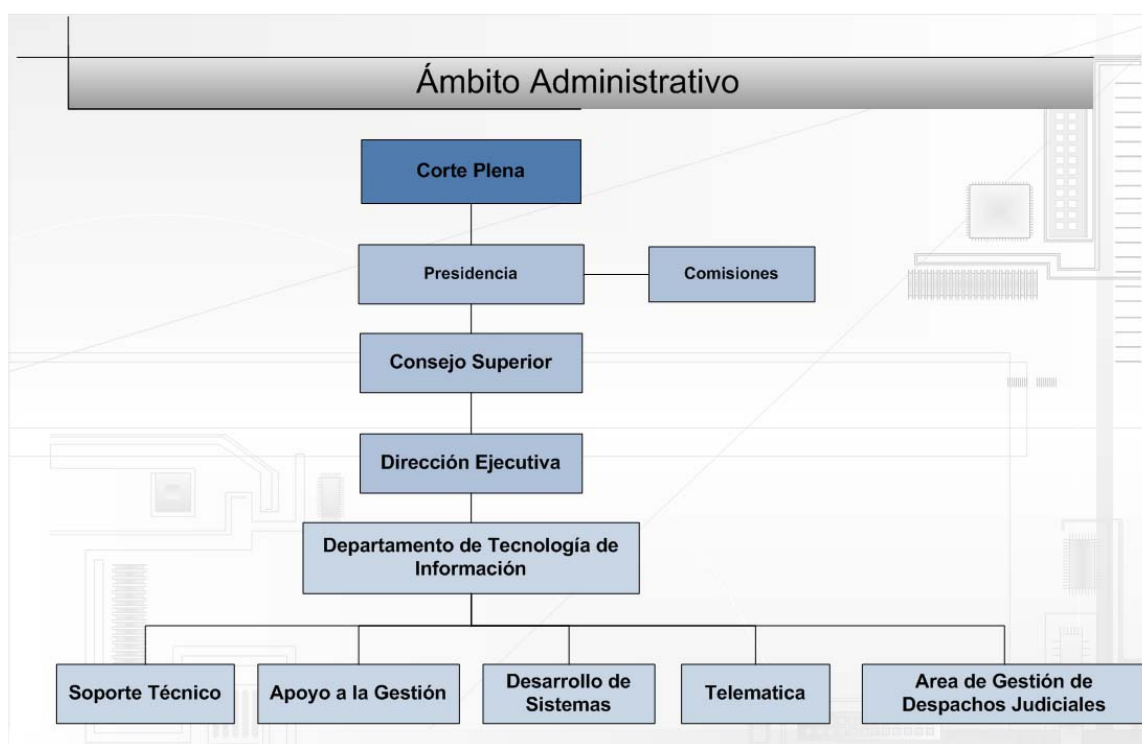 Ámbito Administrativo
Corte Plena
Presidencia
Comisiones
Consejo Superior
Dirección Ejecutiva
Departamento de Tecnología de
Información
Soporte Técnico
Apoyo a la Gestión
Desarrollo de
Sistemas
Telematica
Area de Gestión de
Despachos Judiciales